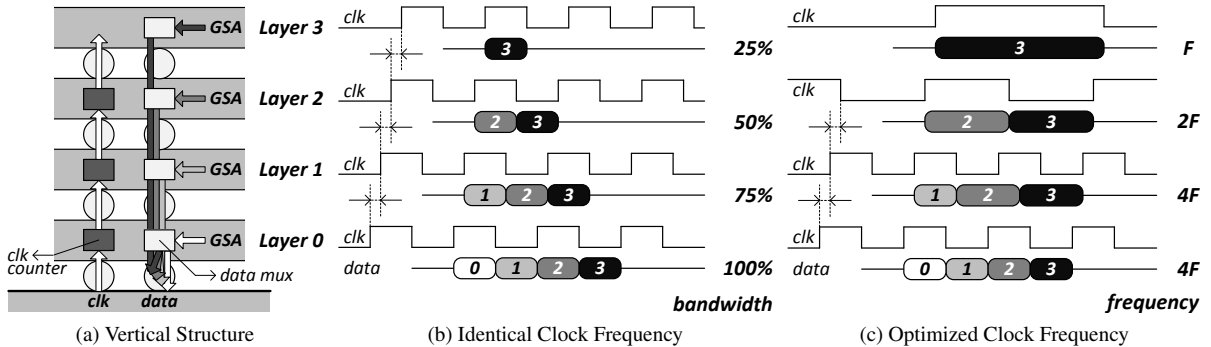 GSA Layer 3
GSA Layer 2
GSA Layer 1
GSA Layer 0
clk
counter
data mux
clk data
(a) Vertical Structure
clk
3
25%
clk
2 3
50%
clk
1 2 3
75%
clk
data
0 1 2 3
100%
bandwidth
(b) Identical Clock Frequency
clk
3
F
clk
2 3
2F
clk
1 2 3
4F
clk
data
0 1 2 3
4F
frequency
(c) Optimized Clock Frequency